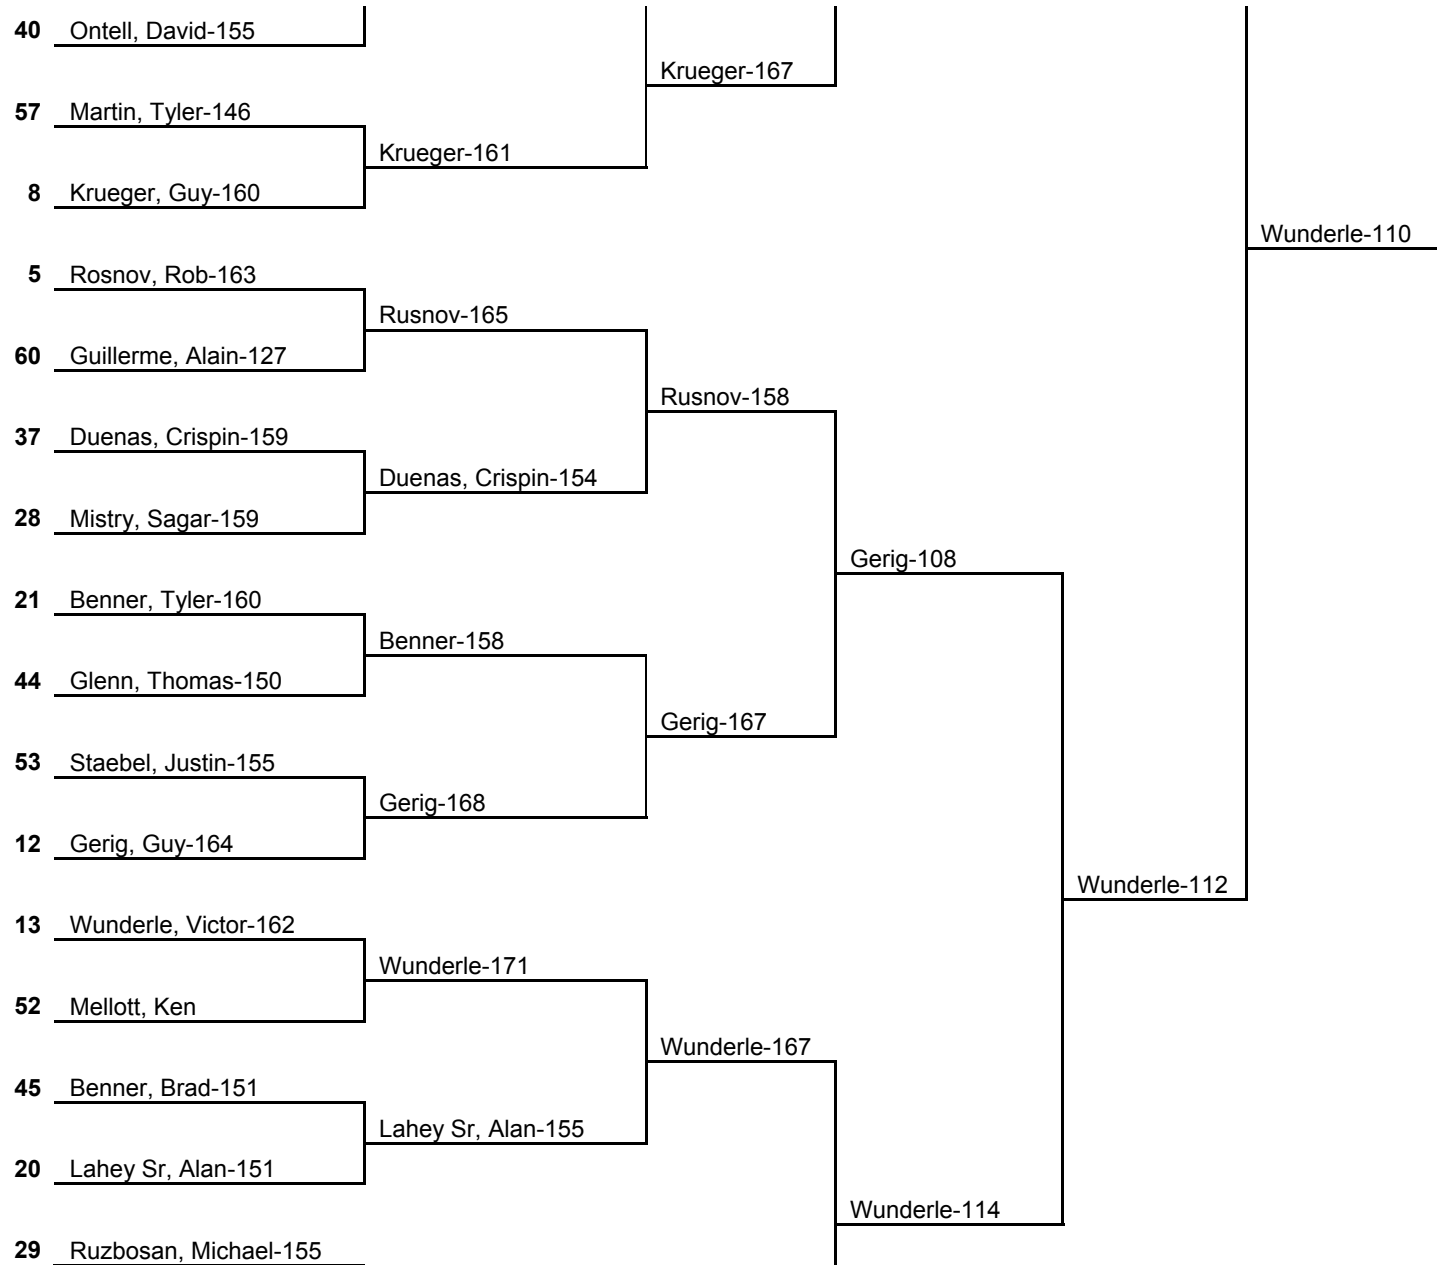 40 Ontell, David-155
Krueger-167
57 Martin, Tyler-146
Krueger-161
8 Krueger, Guy-160
Wunderle-110
5 Rosnov, Rob-163
Rusnov-165
60 Guillerme, Alain-127
Rusnov-158
37 Duenas, Crispin-159
Duenas, Crispin-154
28 Mistry, Sagar-159
Gerig-108
21 Benner, Tyler-160
Benner-158
44 Glenn, Thomas-150
Gerig-167
53 Staebel, Justin-155
Gerig-168
12 Gerig, Guy-164
Wunderle-112
13 Wunderle, Victor-162
Wunderle-171
52 Mellott, Ken
Wunderle-167
45 Benner, Brad-151
Lahey Sr, Alan-155
20 Lahey Sr, Alan-151
Wunderle-114
29 Ruzbosan, Michael-155